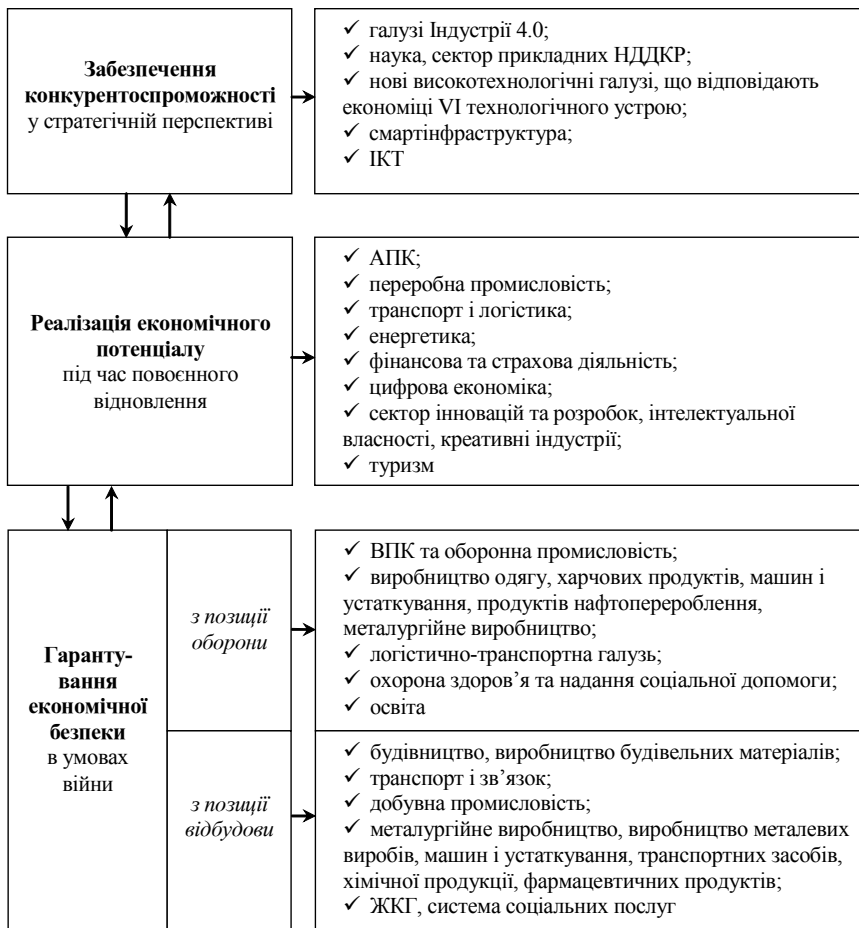 Забезпечення
конкурентоспроможності
у стратегічній перспективі
✓ галузі Індустрії 4.0;
✓ наука, сектор прикладних НДДКР;
✓ нові високотехнологічні галузі, що відповідають
економіці VI технологічного устрою;
✓ смартінфраструктура;
✓ ІКТ
Реалізація економічного
потенціалу
під час повоєнного
відновлення
✓ АПК;
✓ переробна промисловість;
✓ транспорт і логістика;
✓ енергетика;
✓ фінансова та страхова діяльність;
✓ цифрова економіка;
✓ сектор інновацій та розробок, інтелектуальної
власності, креативні індустрії;
✓ туризм
Гаранту-
вання
економічної
безпеки
в умовах
війни
з позиції
оборони
✓ ВПК та оборонна промисловість;
✓ виробництво одягу, харчових продуктів, машин і
устаткування, продуктів нафтоперероблення,
металургійне виробництво;
✓ логістично-транспортна галузь;
✓ охорона здоров’я та надання соціальної допомоги;
✓ освіта
з позиції
відбудови
✓ будівництво, виробництво будівельних матеріалів;
✓ транспорт і зв’язок;
✓ добувна промисловість;
✓ металургійне виробництво, виробництво металевих
виробів, машин і устаткування, транспортних засобів,
хімічної продукції, фармацевтичних продуктів;
✓ ЖКГ, система соціальних послуг